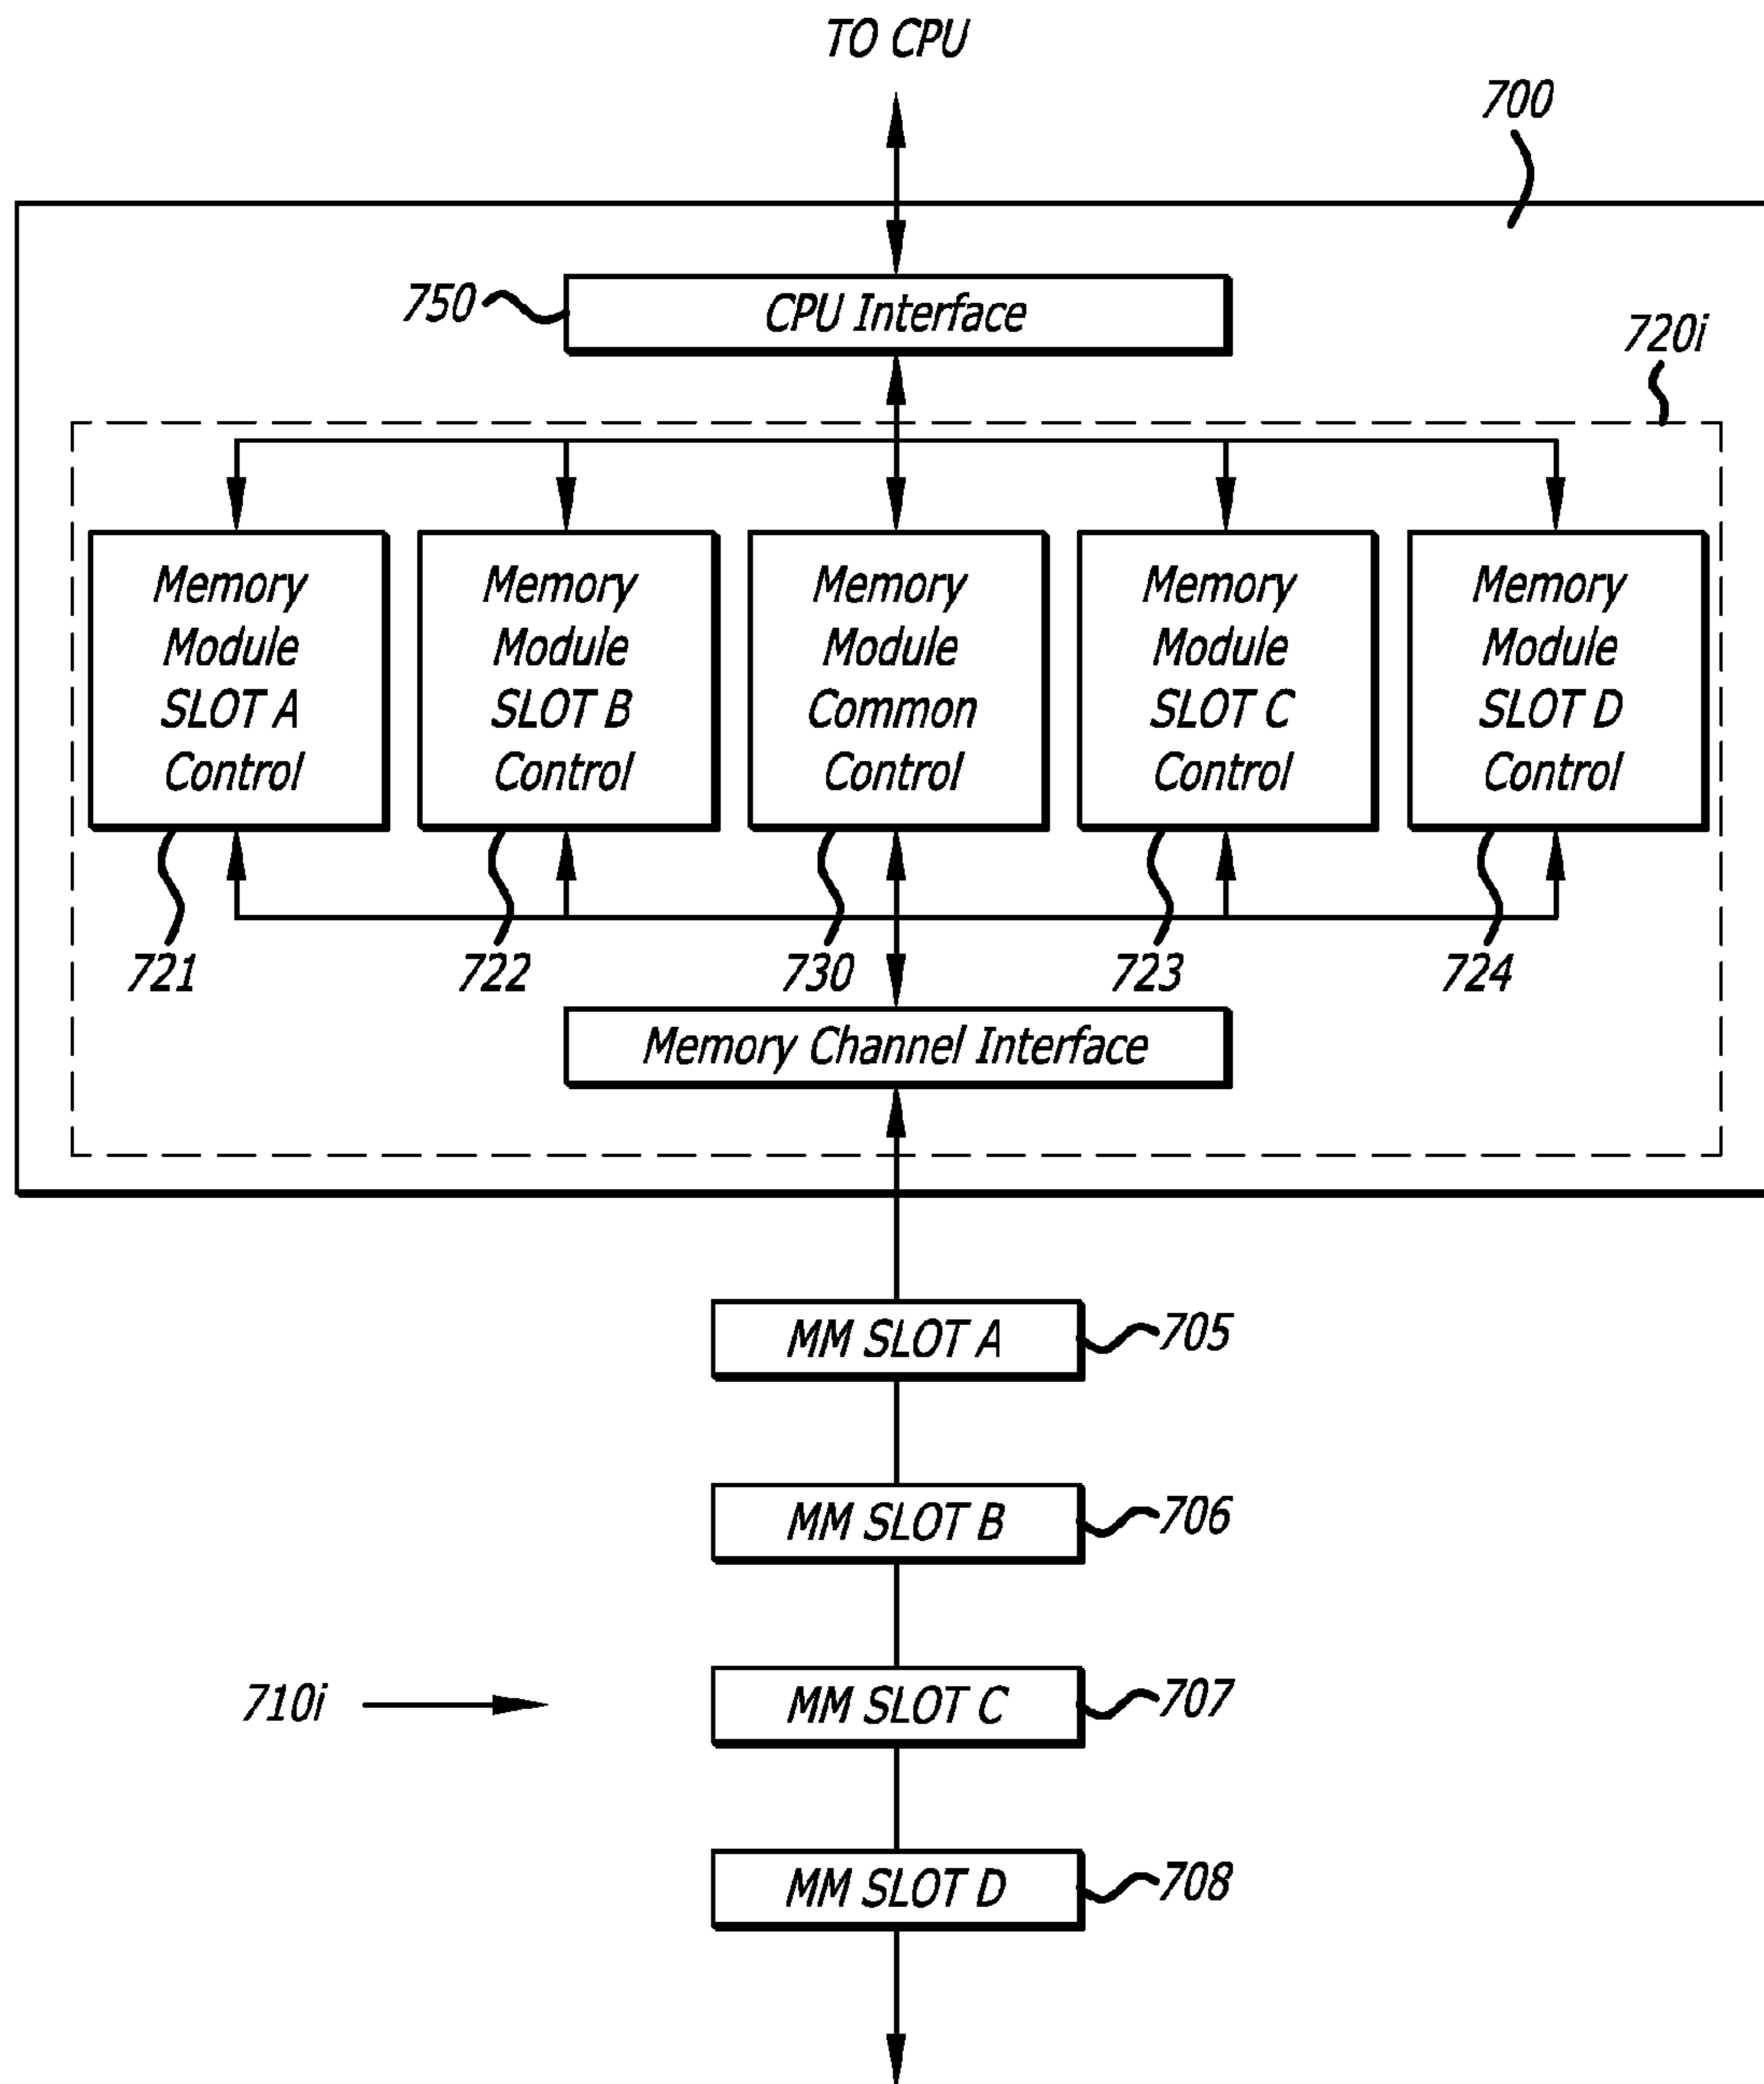 TO CPU
700
750
CPU Interface
720i
Memory
Module
SLOT A
Control
Memory
Module
SLOT B
Control
Memory
Module
Common
Control
Memory
Module
SLOT C
Control
Memory
Module
SLOT D
Control
721
722
730
723
724
Memory Channel Interface
MM SLOT A
705
MM SLOT B
706
710i
MM SLOT C
707
MM SLOT D
708